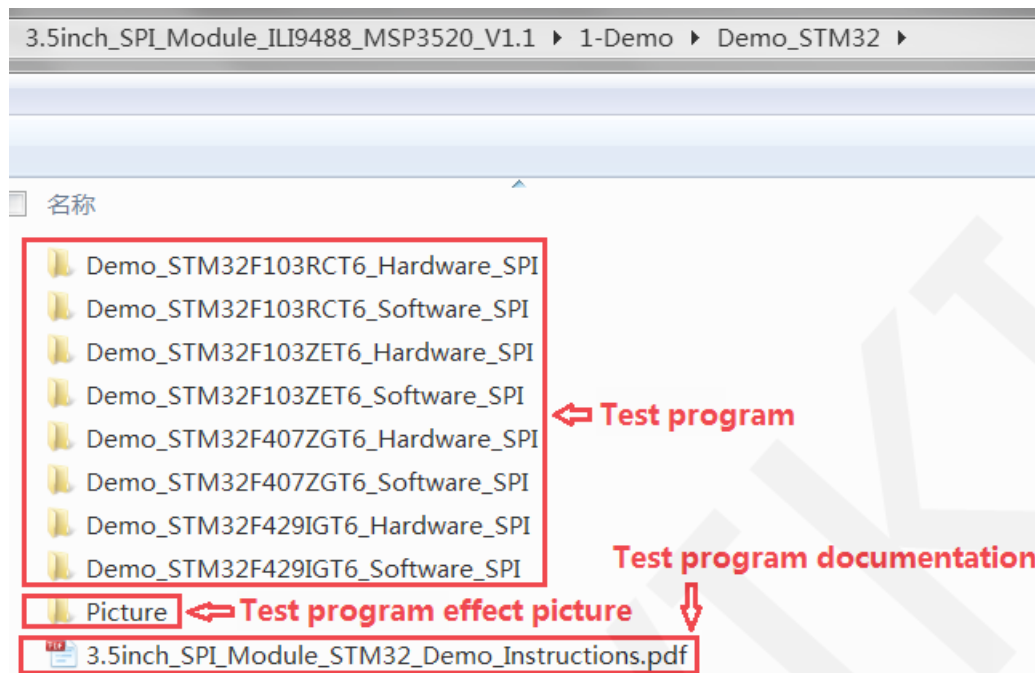 3.5inch_SPI_Module_ILI9488_MSP3520_V1.1 ▸ 1-Demo ▸ Demo_STM32 ▸
名称
Demo_STM32F103RCT6_Hardware_SPI
Demo_STM32F103RCT6_Software_SPI
Demo_STM32F103ZET6_Hardware_SPI
Demo_STM32F103ZET6_Software_SPI
Test program
Demo_STM32F407ZGT6_Hardware_SPI
Demo_STM32F407ZGT6_Software_SPI
Demo_STM32F429IGT6_Hardware_SPI
Test program documentation
Demo_STM32F429IGT6_Software_SPI
Picture Test program effect picture
3.5inch_SPI_Module_STM32_Demo_Instructions.pdf